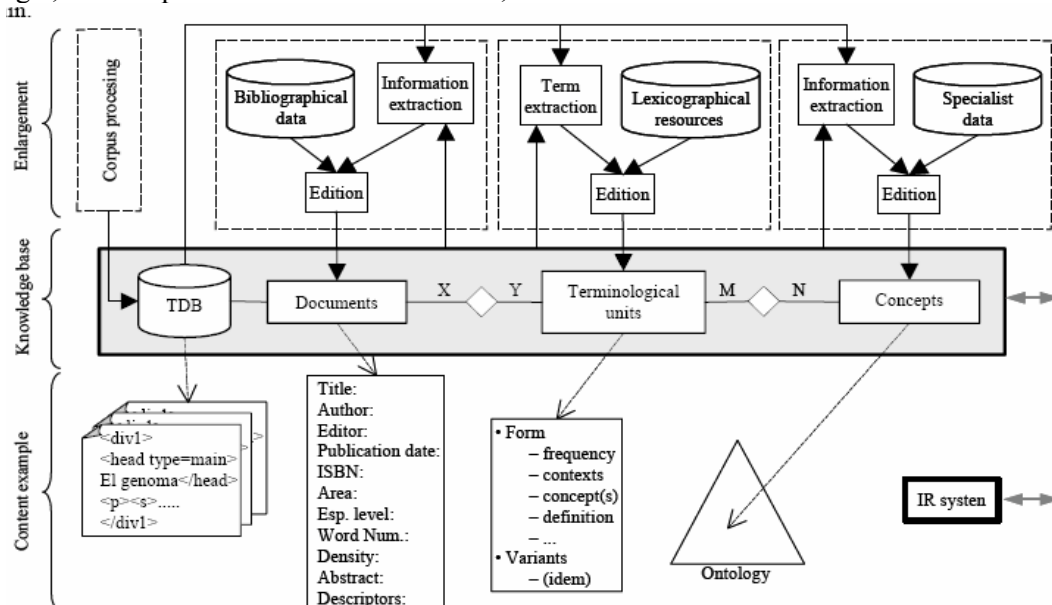 in.
Enlargement
Corpus procesing
Bibliographical
data
Information
extraction
Edition
Term
extraction
Lexicographical
resources
Edition
Information
extraction
Specialist
data
Edition
Knowledge base
TDB
Documents
X
Y
Terminological
units
M
N
Concepts
Content example
<div1>
<head type=main>
El genoma</head>
<p><s>.....
</div1>
Title:
Author:
Editor:
Publication date:
ISBN:
Area:
Esp. level:
Word Num.:
Density:
Abstract:
Descriptors:
• Form
– frequency
– contexts
– concept(s)
– definition
– ...
• Variants
– (idem)
Ontology
IR systen